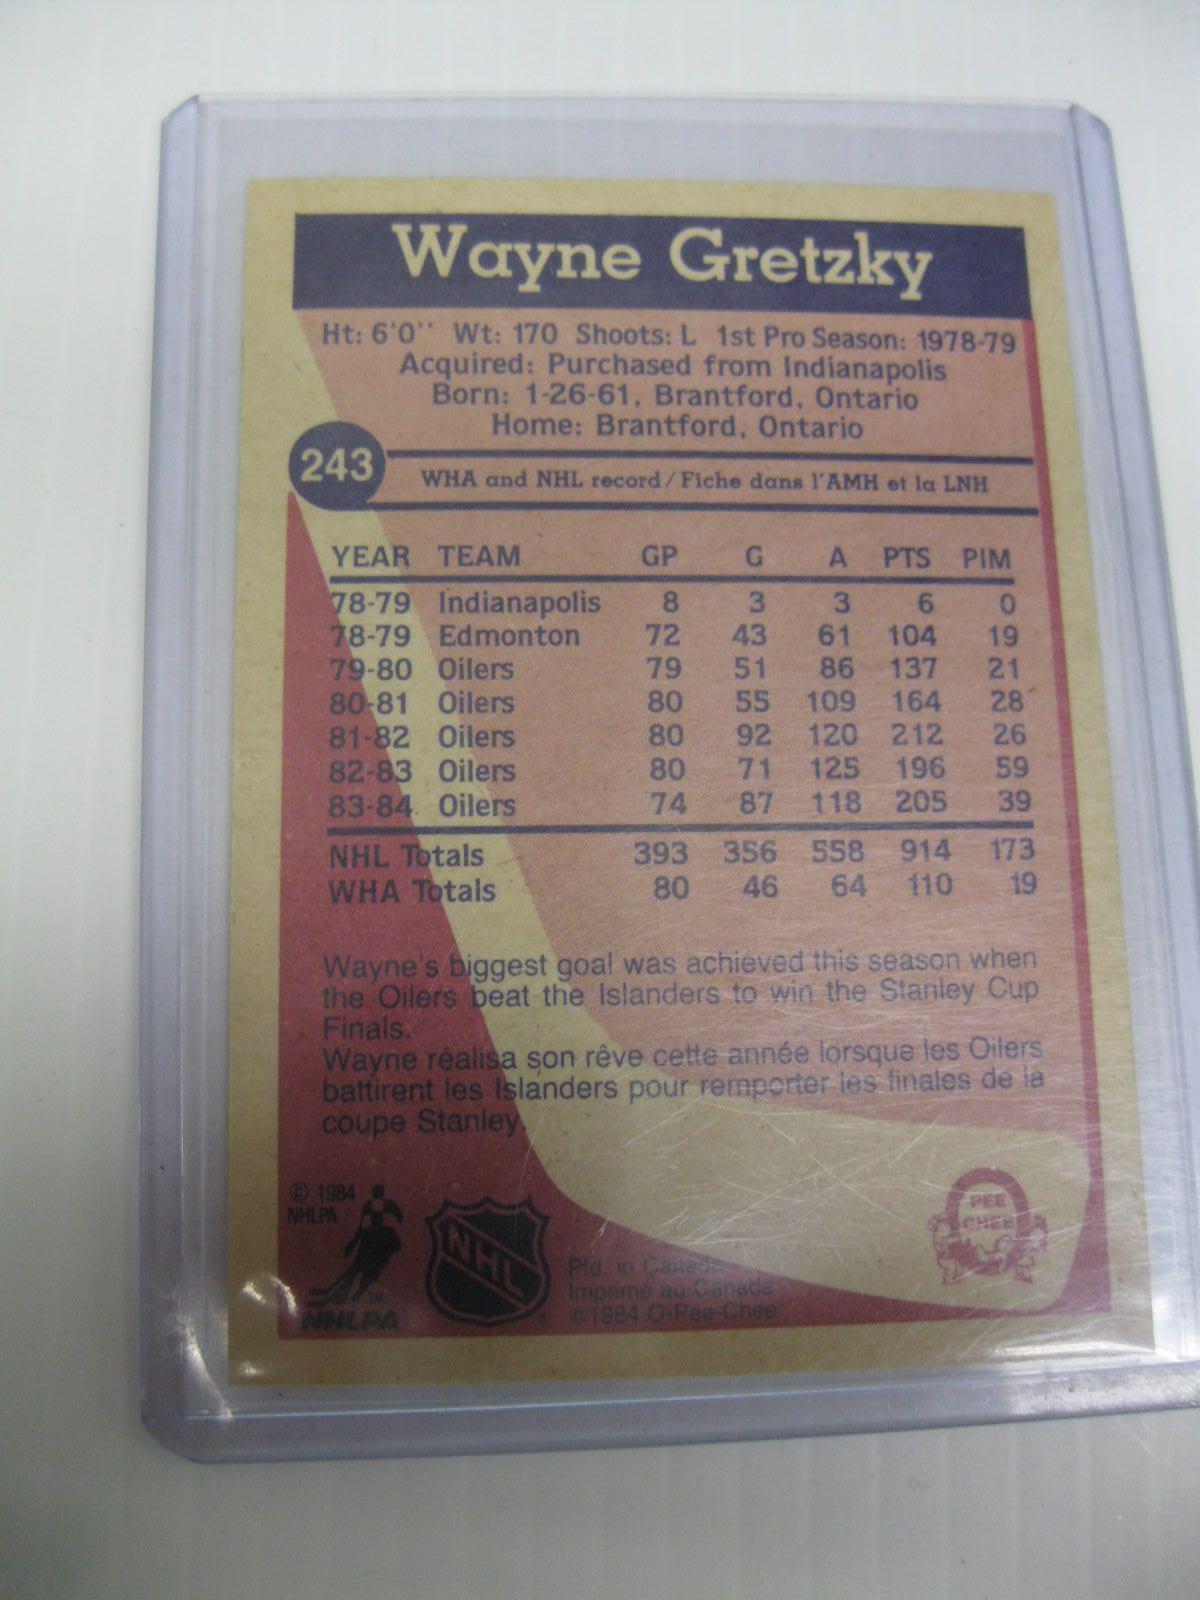 Wayne Gretzky
Ht: 6'0'' Wt: 170 Shoots: L 1st Pro Season: 1978-79
Acquired: Purchased from Indianapolis
Born: 1-26-61, Brantford, Ontario
Home: Brantford, Ontario
243
WHA and NHL record/Fiche dans l'AMH et la LNH
YEAR TEAM GP G A PTS PIM
78-79 Indianapolis 8 3 3 6 0
78-79 Edmonton 72 43 61 104 19
79-80 Oilers 79 51 86 137 21
80-81 Oilers 80 55 109 164 28
81-82 Oilers 80 92 120 212 26
82-83 Oilers 80 71 125 196 59
83-84 Oilers 74 87 118 205 39
NHL Totals 393 356 558 914 173
WHA Totals 80 46 64 110 19
Wayne's biggest goal was achieved this season when
the Oilers beat the Islanders to win the Stanley Cup
Finals.
Wayne réalisa son rêve cette année lorsque les Oilers
battirent les Islanders pour remporter les finales de la
coupe Stanley.
© 1984
NHLPA
NHLPA
TM
NHL
Ptd. in Canada
Imprimé au Canada
©1984 O-Pee-Chee
PEE
CHEE